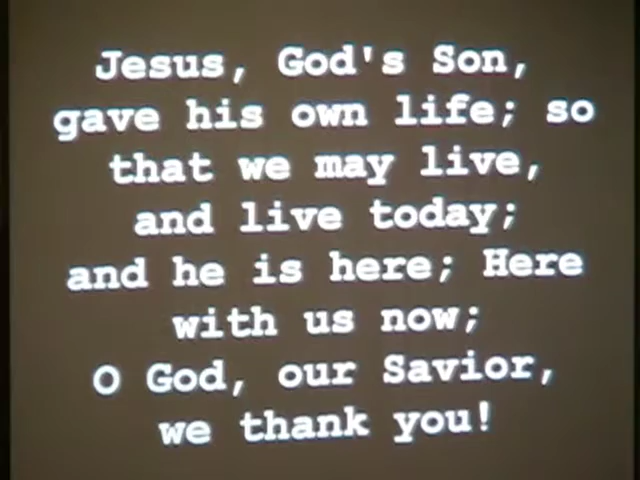 Jesus, God's Son,
gave his own life; so
that we may live,
and live today;
and he is here; Here
with us now;
O God, our Savior,
we thank you!